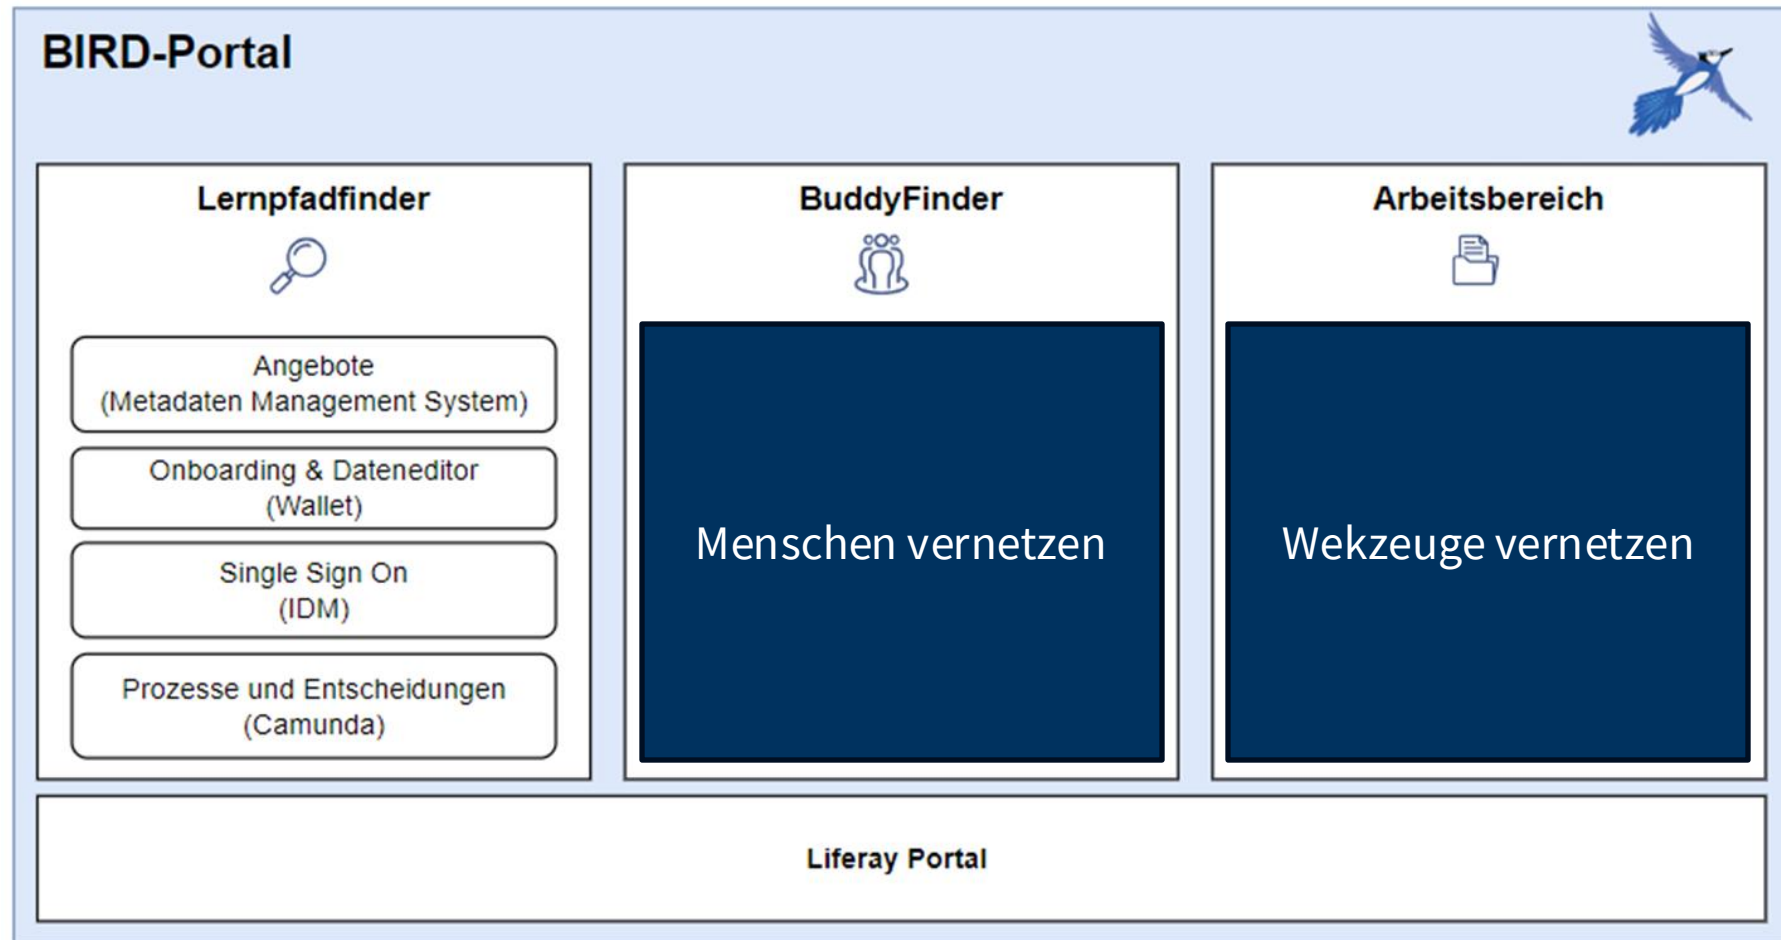 BIRD-Portal
Lernpfadfinder
Angebote
(Metadaten Management System)
Onboarding & Dateneditor
(Wallet)
Single Sign On
(IDM)
Prozesse und Entscheidungen
(Camunda)
BuddyFinder
Menschen vernetzen
Arbeitsbereich
Wekzeuge vernetzen
Liferay Portal